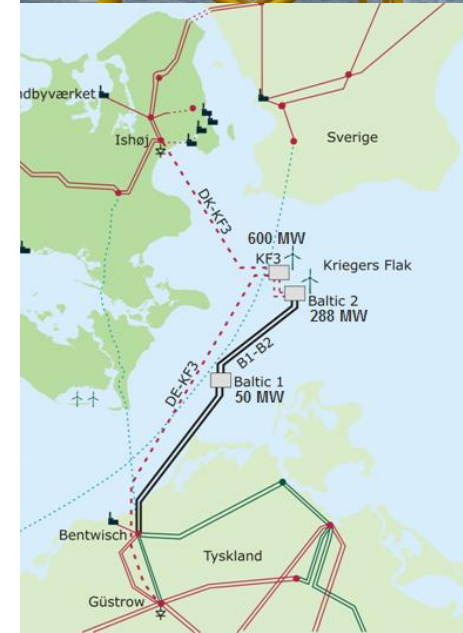 ndbyværket
Ishøj
Sverige
DK-KF3
600 MW
KF3
Kriegers Flak
Baltic 2
288 MW
B1-B2
DE-KF3
Baltic 1
50 MW
Bentwisch
Tyskland
Güstrow